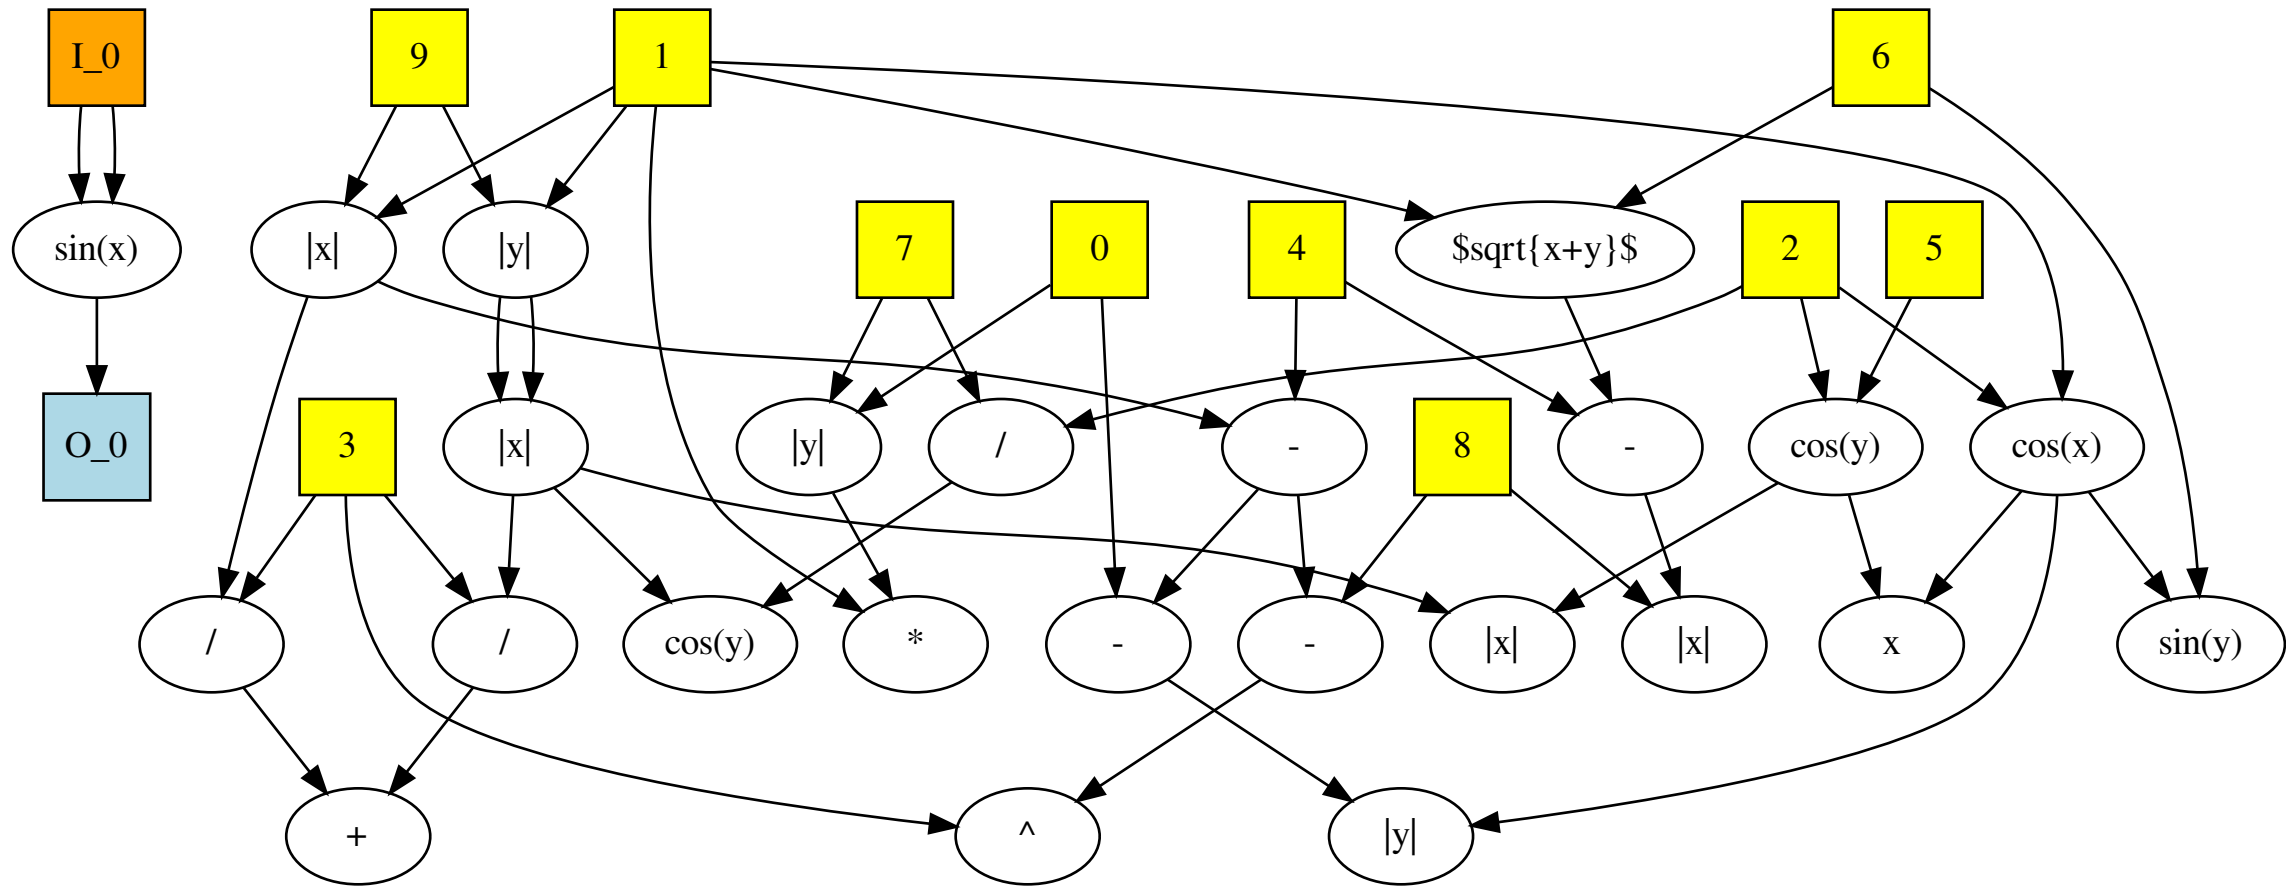 I_0
9
1
6
sin(x)
|x|
|y|
7
0
4
$sqrt{x+y}$
2
5
O_0
3
|x|
|y|
/
-
8
-
cos(y)
cos(x)
/
/
cos(y)
*
-
-
|x|
|x|
x
sin(y)
+
^
|y|